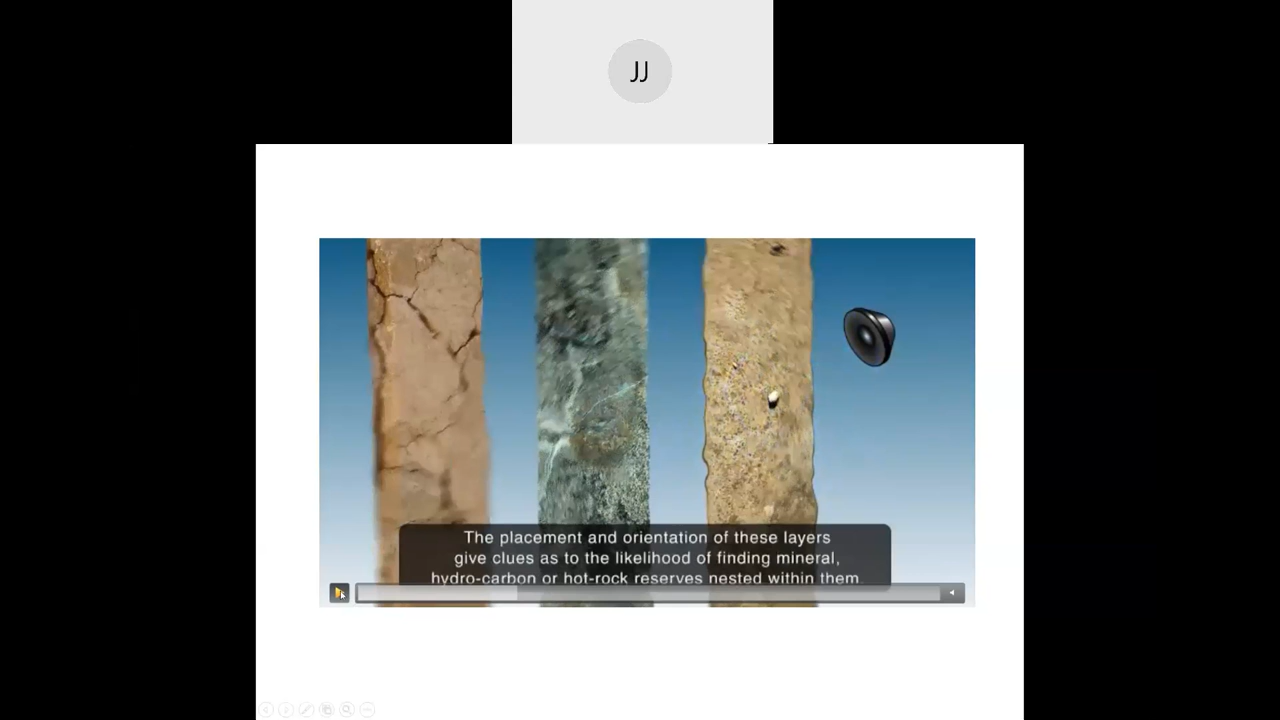 JJ
The placement and orientation of these layers
give clues as to the likelihood of finding mineral,
hydro-carbon or hot-rock reserves nested within them